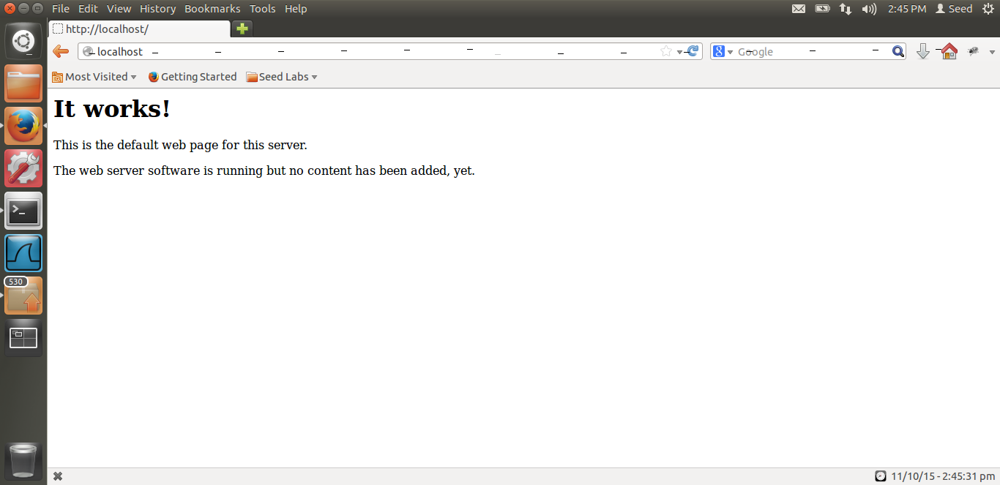 File Edit View History Bookmarks Tools Help 2:45 PM Seed
http://localhost/
localhost Google
Most Visited Getting Started Seed Labs
It works!
This is the default web page for this server.
The web server software is running but no content has been added, yet.
530
11/10/15 - 2:45:31 pm